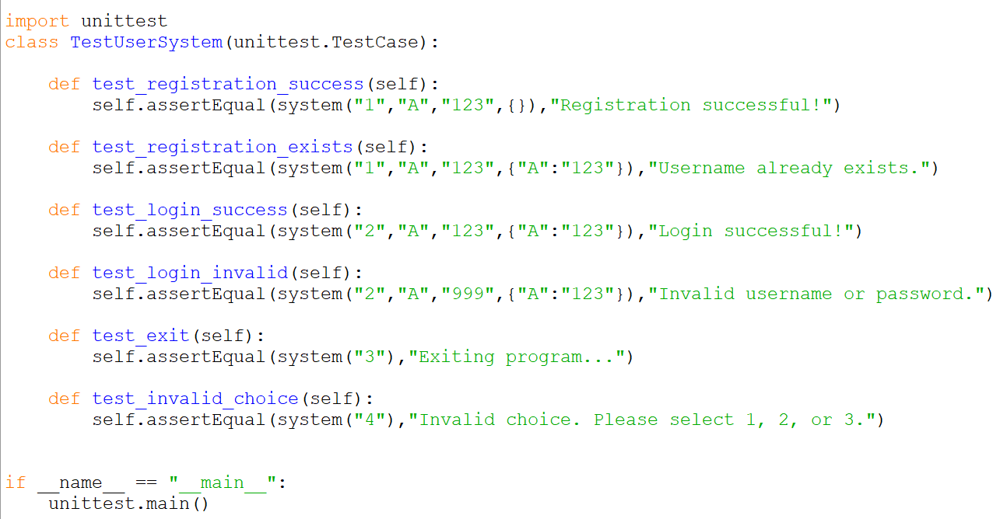 import unittest
class TestUserSystem(unittest.TestCase):
    def test_registration_success(self):
        self.assertEqual(system("1","A","123",{}),"Registration successful!")
    def test_registration_exists(self):
        self.assertEqual(system("1","A","123",{"A":"123"}),"Username already exists.")
    def test_login_success(self):
        self.assertEqual(system("2","A","123",{"A":"123"}),"Login successful!")
    def test_login_invalid(self):
        self.assertEqual(system("2","A","999",{"A":"123"}),"Invalid username or password.")
    def test_exit(self):
        self.assertEqual(system("3"),"Exiting program...")
    def test_invalid_choice(self):
        self.assertEqual(system("4"),"Invalid choice. Please select 1, 2, or 3.")
if __name__ == "__main__":
    unittest.main()